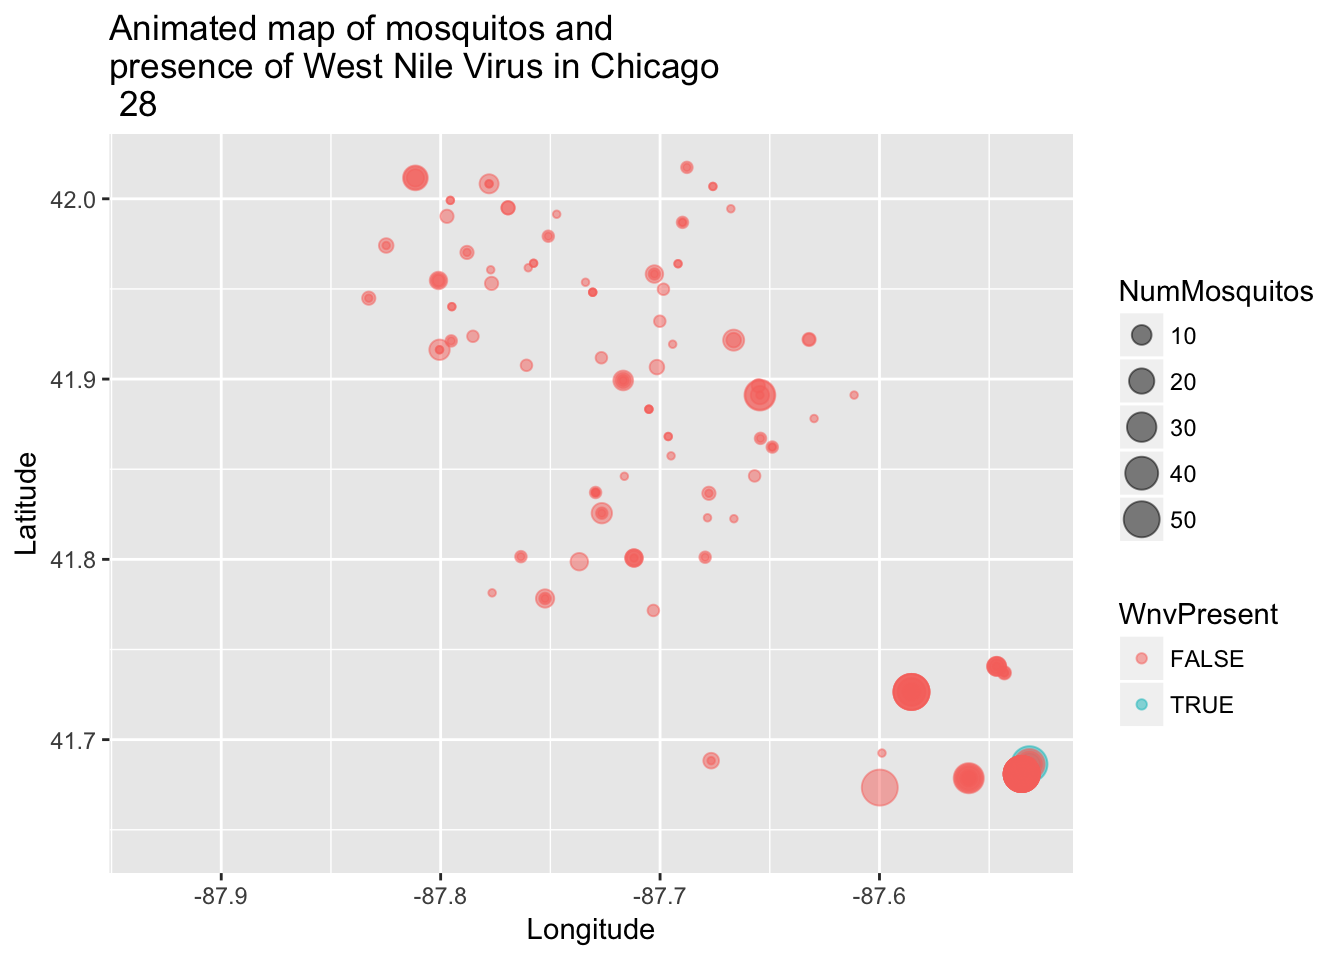 Animated map of mosquitos and
presence of West Nile Virus in Chicago
28
42.0
41.9
41.8
41.7
Latitude
-87.9
-87.8
-87.7
-87.6
Longitude
NumMosquitos
10
20
30
40
50
WnvPresent
FALSE
TRUE